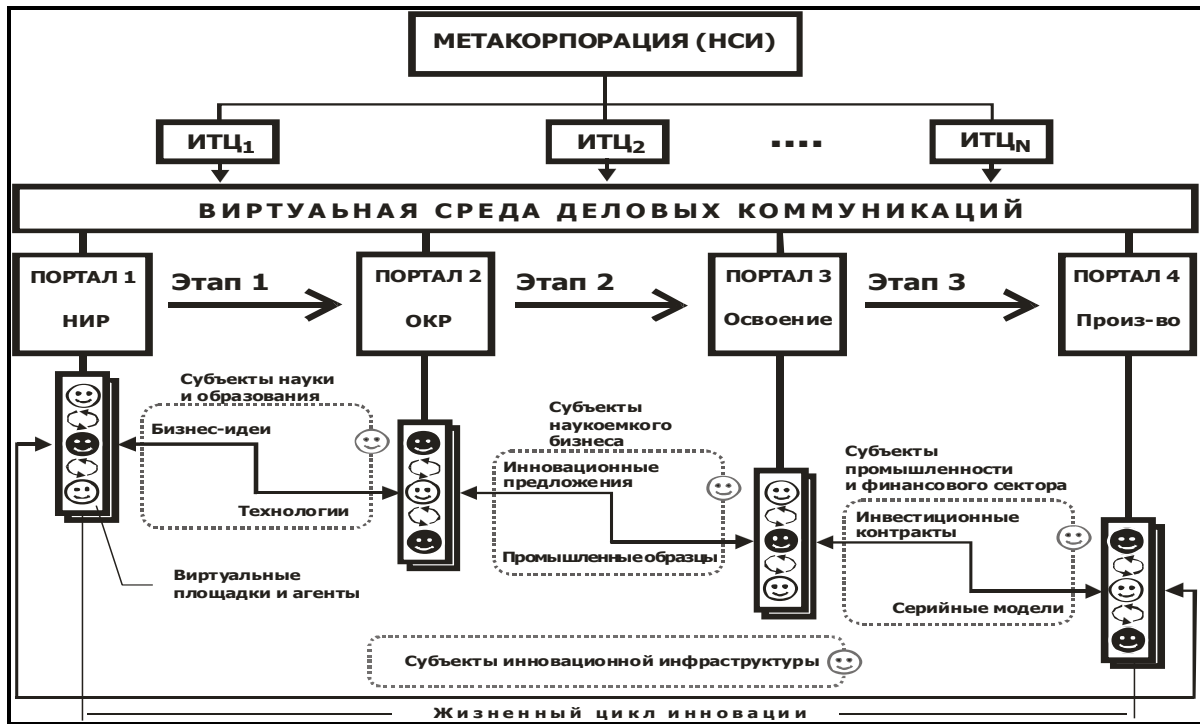 МЕТАКОРПОРАЦИЯ (НСИ)
ИТЦ1
ИТЦ2
....
ИТЦN
ВИРТУАЬНАЯ СРЕДА ДЕЛОВЫХ КОММУНИКАЦИЙ
ПОРТАЛ 1
НИР
Этап 1
ПОРТАЛ 2
ОКР
Этап 2
ПОРТАЛ 3
Освоение
Этап 3
ПОРТАЛ 4
Произ-во
Субъекты науки
и образования
Бизнес-идеи
Технологии
Субъекты
наукоемкого
бизнеса
Инновационные
предложения
Промышленные образцы
Субъекты
промышленности
и финансового сектора
Инвестиционные
контракты
Серийные модели
Виртуальные
площадки и агенты
Субъекты инновационной инфраструктуры
Жизненный цикл инновации